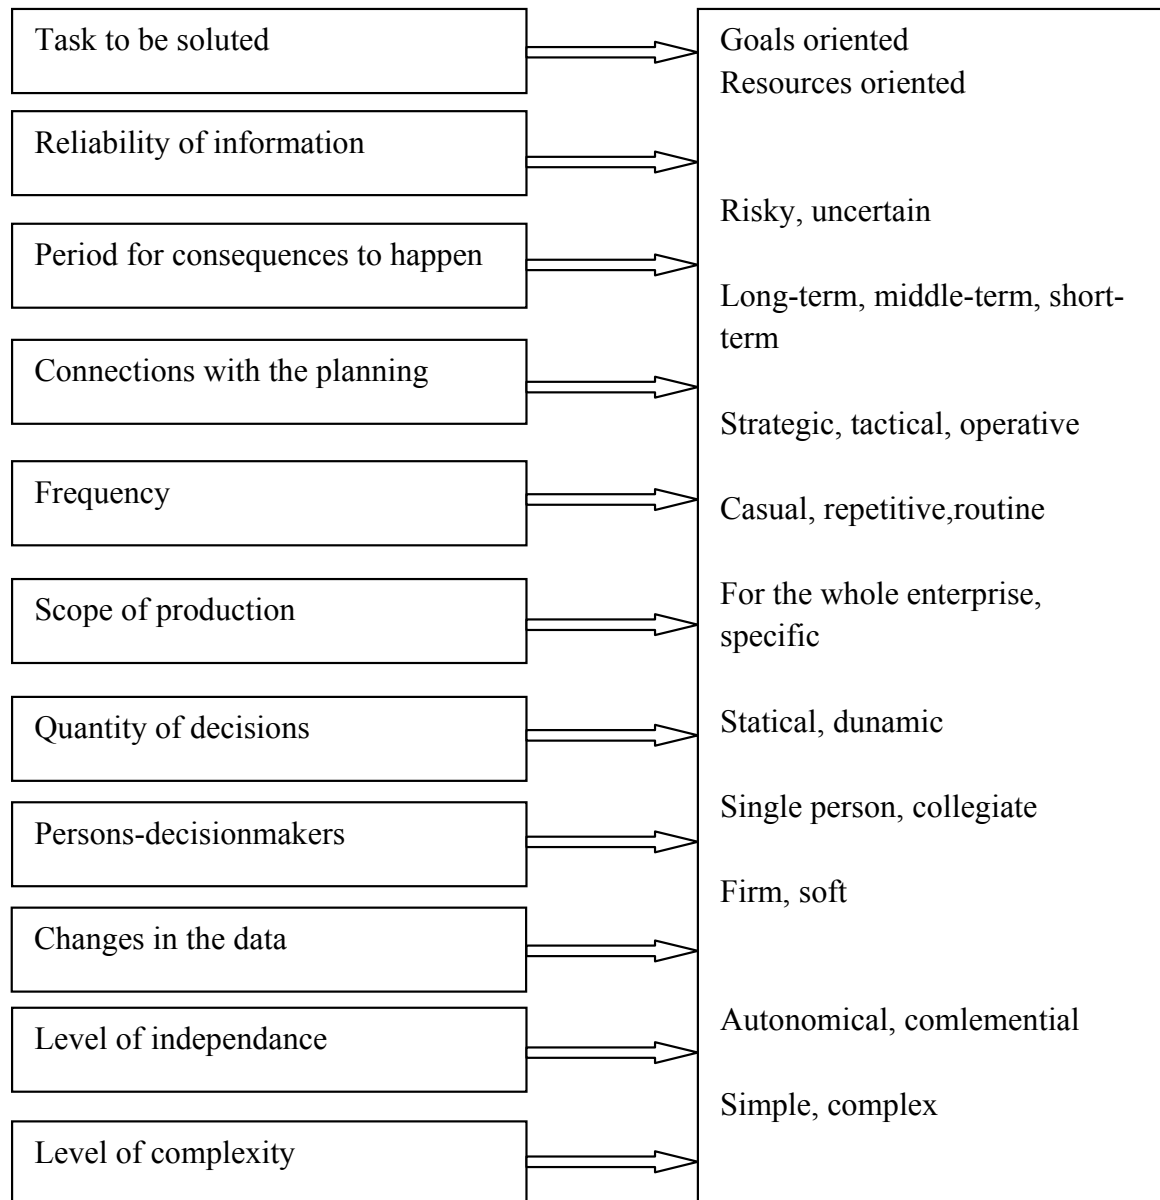 Task to be soluted
Reliability of information
Period for consequences to happen
Connections with the planning
Frequency
Scope of production
Quantity of decisions
Persons-decisionmakers
Changes in the data
Level of independance
Level of complexity
Goals oriented
Resources oriented
Risky, uncertain
Long-term, middle-term, short-
term
Strategic, tactical, operative
Casual, repetitive,routine
For the whole enterprise,
specific
Statical, dunamic
Single person, collegiate
Firm, soft
Autonomical, comlemential
Simple, complex